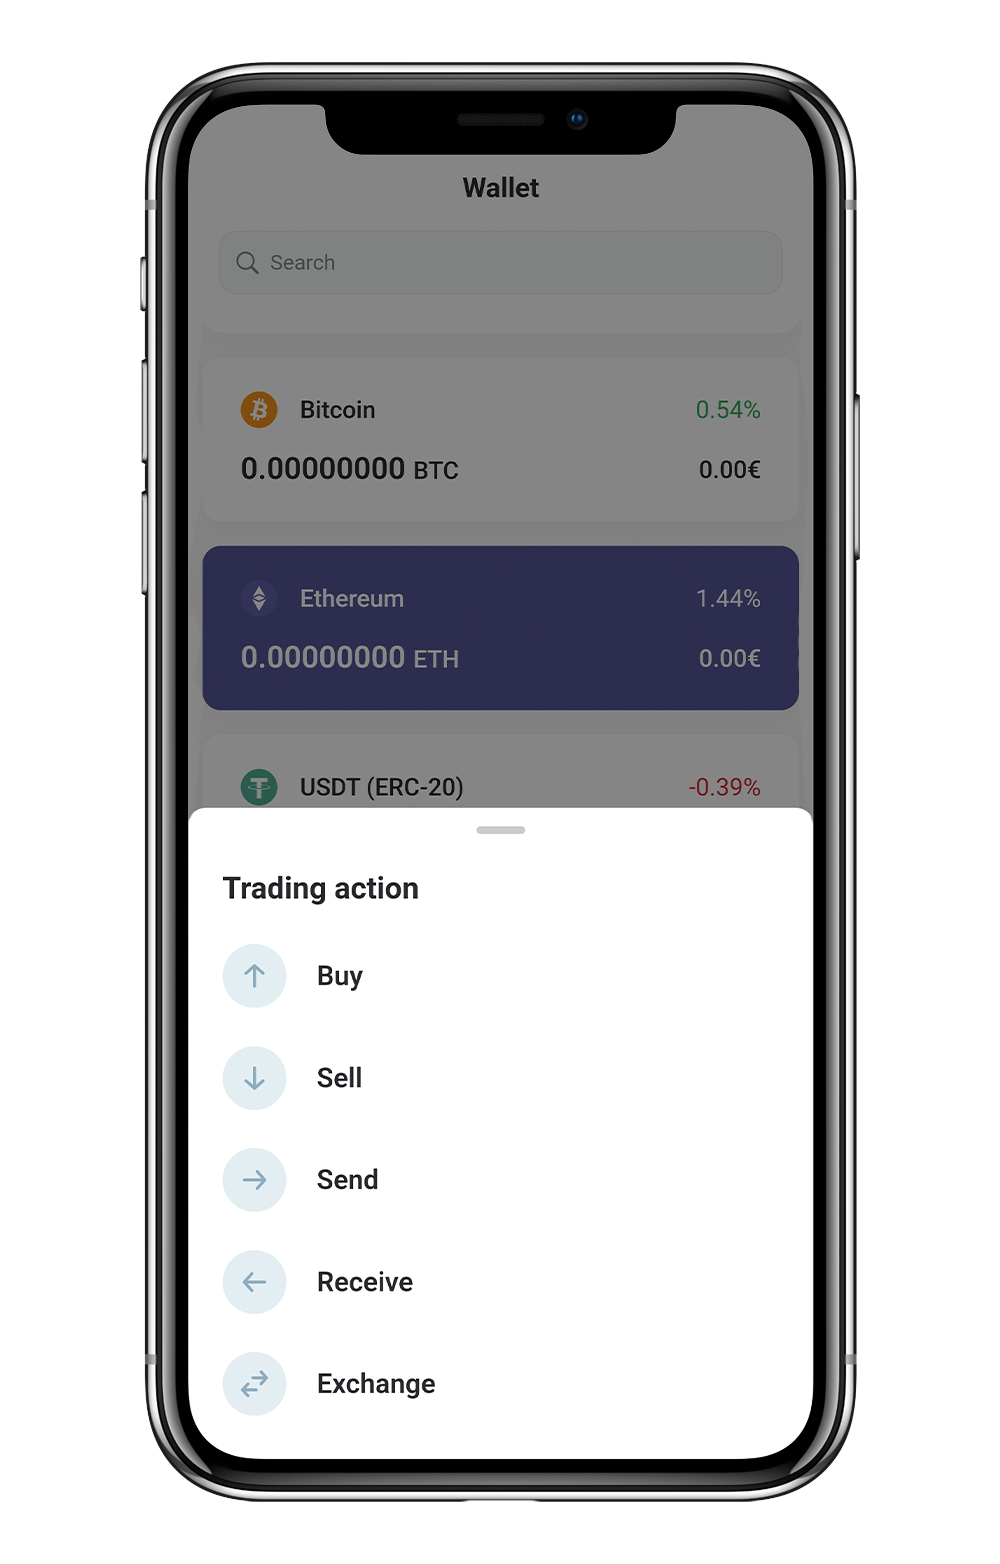 Wallet
Search
Bitcoin 0.54%
0.00000000 BTC 0.00€
Ethereum 1.44%
0.00000000 ETH 0.00€
USDT (ERC-20) -0.39%
Trading action
Buy
Sell
Send
Receive
Exchange